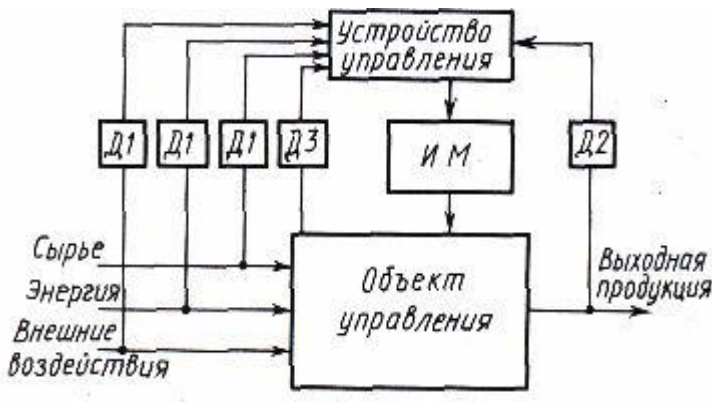 Устройство
управления
Д1
Д1
Д1
Д3
И М
Д2
Сырье
Энергия
Внешние
воздействия
Объект
управления
Выходная
продукция